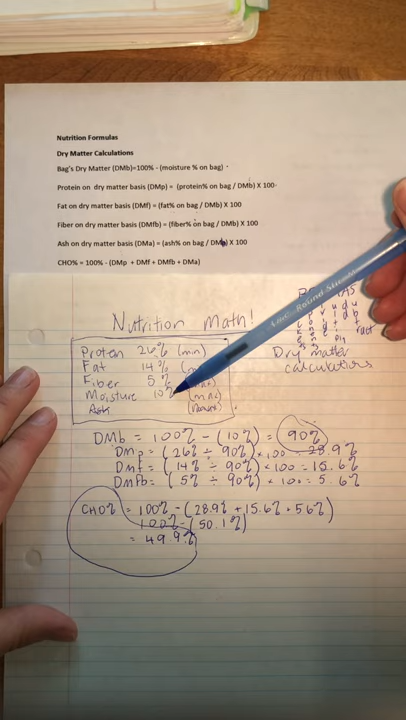 Nutrition Formulas
Dry Matter Calculations
Bag's Dry Matter (DMb)=100% - (moisture % on bag)
Protein on dry matter basis (DMp) = (protein% on bag / DMb) X 100
Fat on dry matter basis (DMf) = (fat% on bag / DMb) X 100
Fiber on dry matter basis (DMfb) = (fiber% on bag / DMb) X 100
Ash on dry matter basis (DMa) = (ash% on bag / DMb) X 100
CHO% = 100% - (DMp + DMf + DMfb + DMa)
Nutrition Math!
Protein 26% (min)
Fat 14%
Fiber 5%
Moisture 10% (max)
Ash
Dry matter
calculations
DMb = 100% - (10%) = 90%
DMp = (26% ÷ 90%) × 100 = 28.9%
DMf = (14% ÷ 90%) × 100 = 15.6%
DMfb = (5% ÷ 90%) × 100 = 5.6%
CHO% = 100% - (28.9% + 15.6% + 5.6%)
100% - (50.1%)
= 49.9%